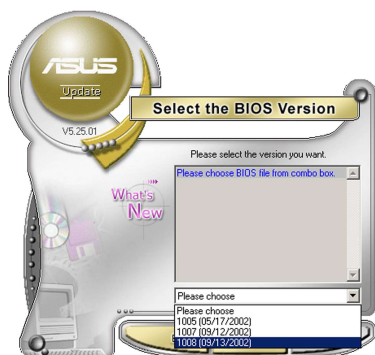 ASUS
Update
V5.25.01
Select the BIOS Version
Please select the version you want.
Please choose BIOS file from combo box.
What's
New
Please choose
Please choose
1005 (05/17/2002)
1007 (09/12/2002)
1008 (09/13/2002)